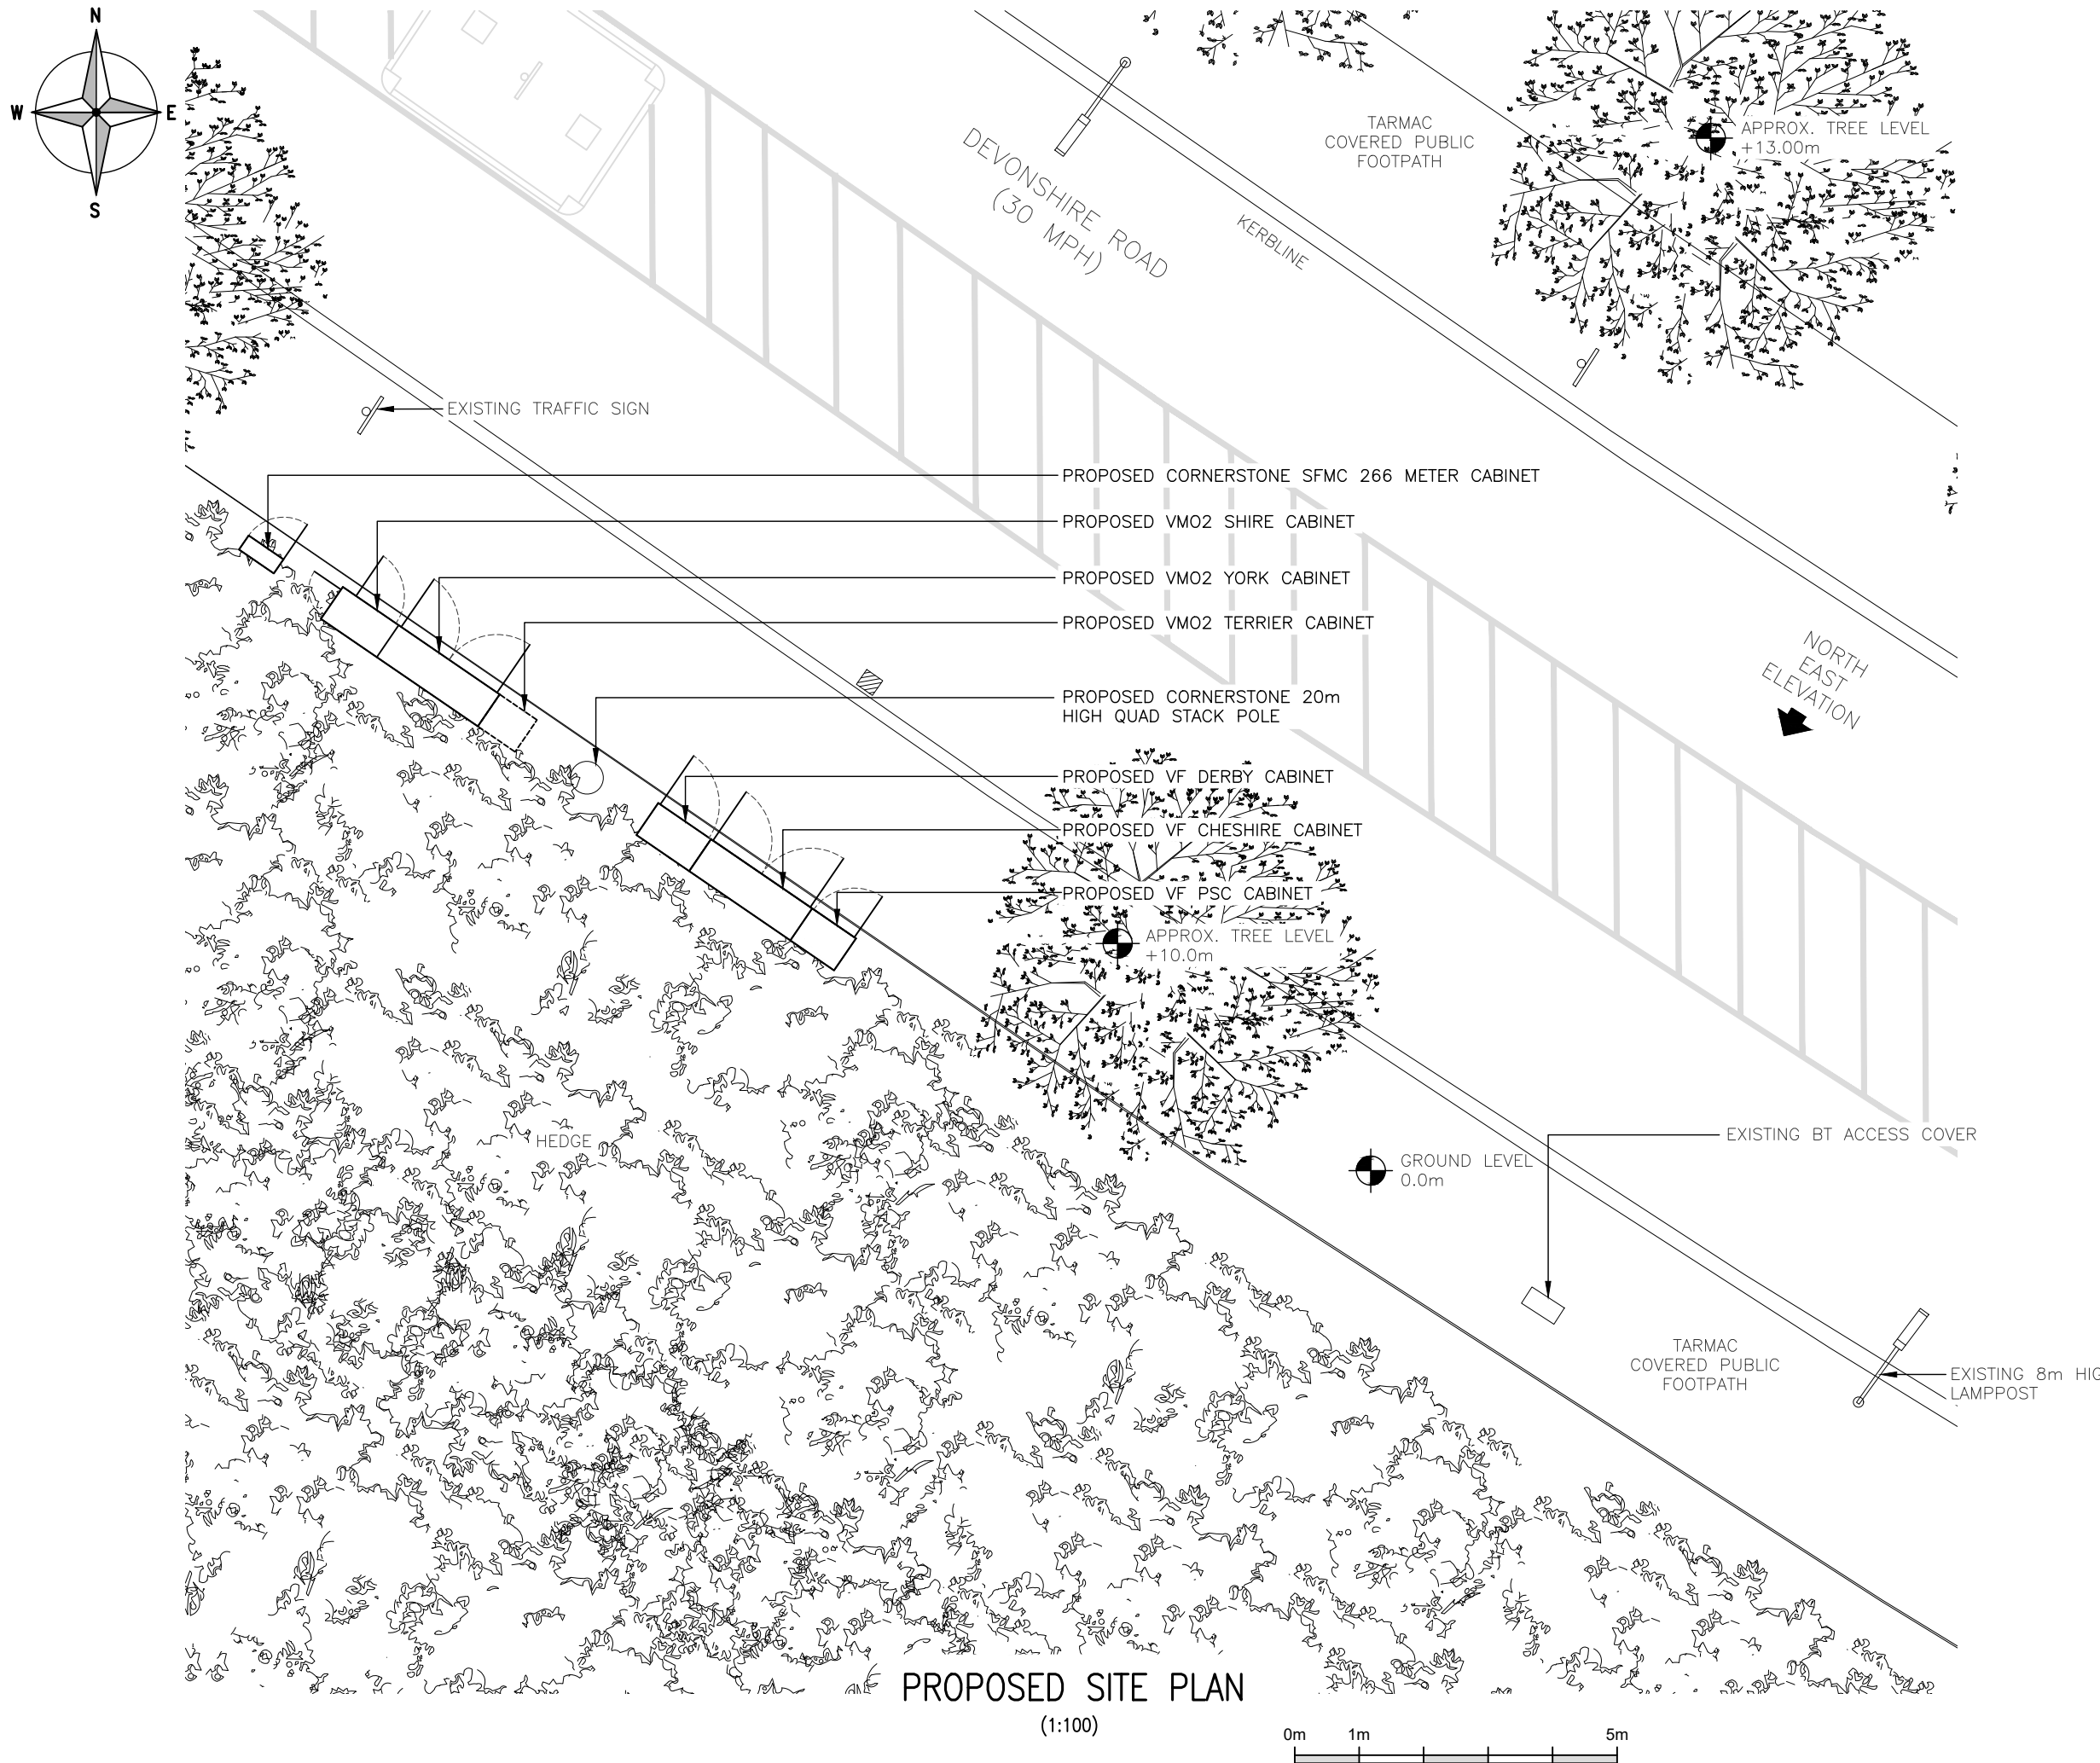 N
W
E
S
TARMAC
COVERED PUBLIC
FOOTPATH
APPROX. TREE LEVEL
+13.00m
DEVONSHIRE ROAD
(30 MPH)
KERBLINE
EXISTING TRAFFIC SIGN
PROPOSED CORNERSTONE SFMC 266 METER CABINET
PROPOSED VMO2 SHIRE CABINET
PROPOSED VMO2 YORK CABINET
PROPOSED VMO2 TERRIER CABINET
NORTH
EAST
ELEVATION
PROPOSED CORNERSTONE 20m
HIGH QUAD STACK POLE
PROPOSED VF DERBY CABINET
PROPOSED VF CHESHIRE CABINET
PROPOSED VF PSC CABINET
APPROX. TREE LEVEL
+10.0m
HEDGE
EXISTING BT ACCESS COVER
GROUND LEVEL
0.0m
TARMAC
COVERED PUBLIC
FOOTPATH
EXISTING 8m HIG
LAMPPOST
PROPOSED SITE PLAN
(1:100)
0m 1m 5m